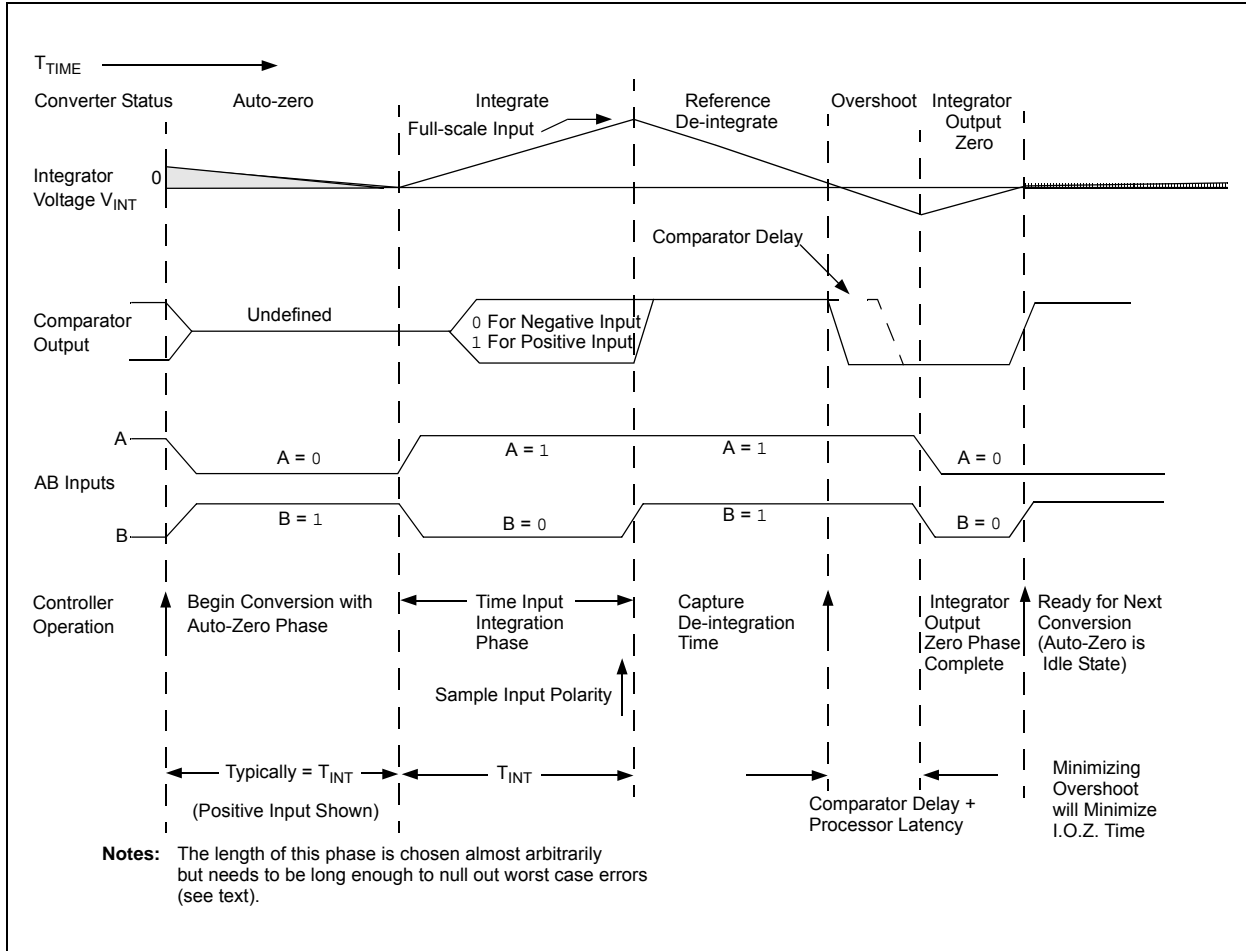 TTIME
Converter Status
Auto-zero
Integrate
Full-scale Input
Reference
De-integrate
Overshoot
Integrator
Output
Zero
Integrator
Voltage VINT
0
Comparator Delay
Comparator
Output
Undefined
0 For Negative Input
1 For Positive Input
AB Inputs
A
A = 0
A = 1
A = 1
A = 0
B
B = 1
B = 0
B = 1
B = 0
Controller
Operation
Begin Conversion with
Auto-Zero Phase
Time Input
Integration
Phase
Sample Input Polarity
Capture
De-integration
Time
Integrator
Output
Zero Phase
Complete
Ready for Next
Conversion
(Auto-Zero is
Idle State)
Typically = TINT
(Positive Input Shown)
TINT
Comparator Delay +
Processor Latency
Minimizing
Overshoot
will Minimize
I.O.Z. Time
Notes: The length of this phase is chosen almost arbitrarily
but needs to be long enough to null out worst case errors
(see text).